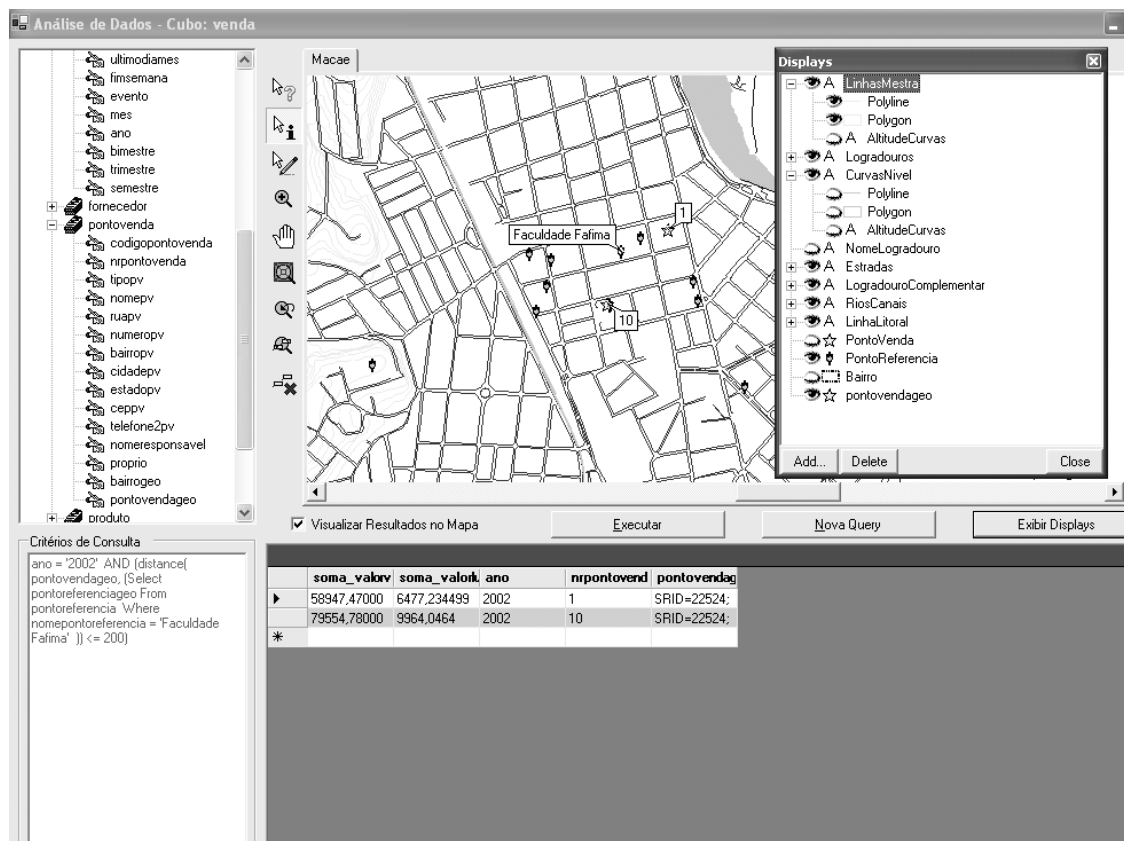 Análise de Dados - Cubo: venda
ultimodiames
fimsemana
evento
mes
ano
bimestre
trimestre
semestre
fornecedor
pontovenda
codigopontovenda
nrpontovenda
tipopv
nomepv
ruapv
numeropv
bairropv
cidadepv
estadopv
ceppv
telefone2pv
nomeresponsavel
proprio
bairrogeo
pontovendageo
produto
Macae
Faculdade Fafima
1
10
Displays
LinhasMestra
Polyline
Polygon
A AltitudeCurvas
A Logradouros
A CurvasNivel
Polyline
Polygon
A AltitudeCurvas
A NomeLogradouro
A Estradas
A LogradouroComplementar
A RiosCanais
A LinhaLitoral
PontoVenda
PontoReferencia
Bairro
pontovendageo
Add... Delete Close
Visualizar Resultados no Mapa
Executar
Nova Query
Exibir Displays
Critérios de Consulta
ano = '2002' AND (distance(
pontovendageo, (Select
pontoreferenciageo From
pontoreferencia Where
nomepontoreferencia = 'Faculdade
Fafima' )) <= 200)
soma_valorv soma_valorlu ano nrpontovend pontovendag
58947,47000 6477,234499 2002 1 SRID=22524;
79554,78000 9964,0464 2002 10 SRID=22524;